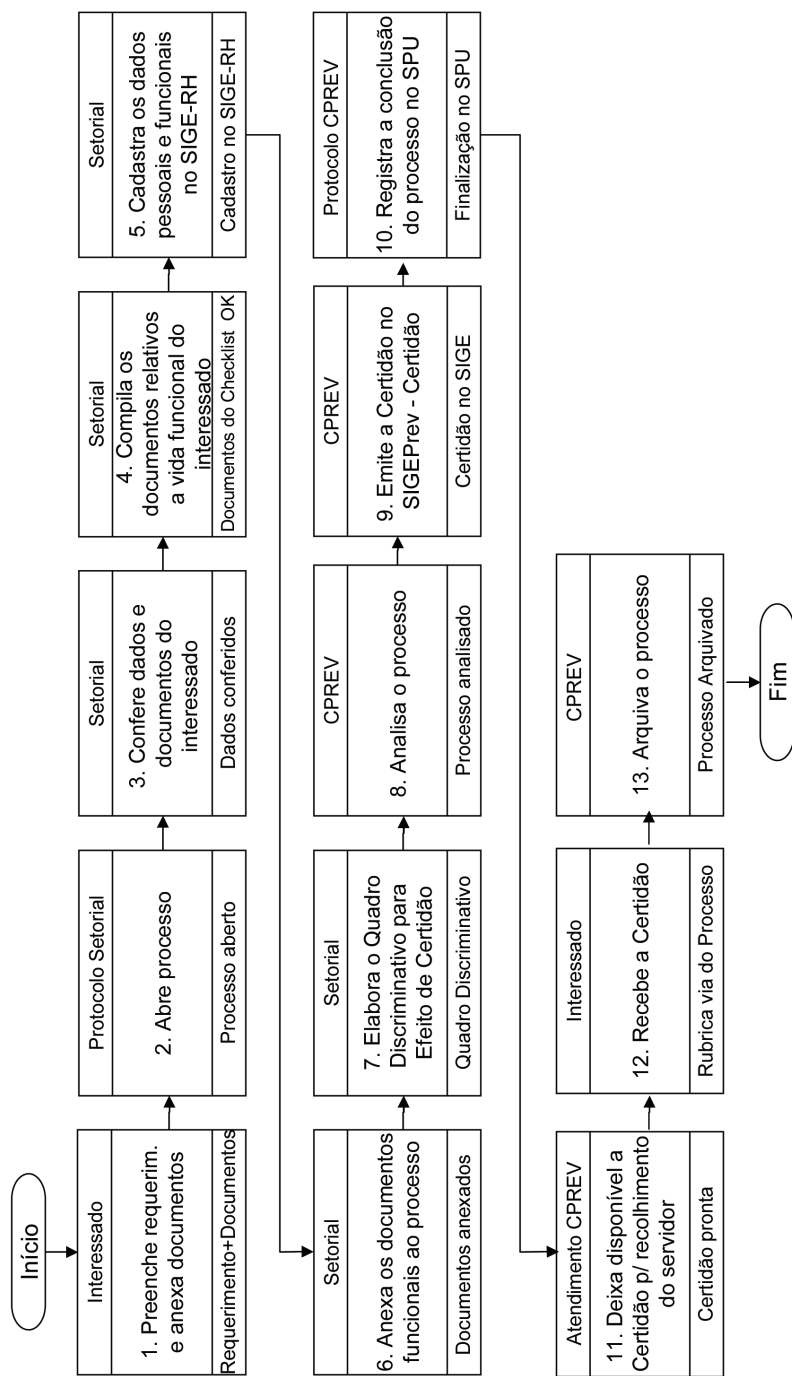 Início
Interessado
1. Preenche requerim.
e anexa documentos
Requerimento+Documentos
Protocolo Setorial
2. Abre processo
Processo aberto
Setorial
3. Confere dados e
documentos do
interessado
Dados conferidos
Setorial
4. Compila os
documentos relativos
a vida funcional do
interessado
Documentos do Checklist OK
Setorial
5. Cadastra os dados
pessoais e funcionais
no SIGE-RH
Cadastro no SIGE-RH
Setorial
6. Anexa os documentos
funcionais ao processo
Documentos anexados
Setorial
7. Elabora o Quadro
Discriminativo para
Efeito de Certidão
Quadro Discriminativo
CPREV
8. Analisa o processo
Processo analisado
CPREV
9. Emite a Certidão no
SIGEPrev - Certidão
Certidão no SIGE
Protocolo CPREV
10. Registra a conclusão
do processo no SPU
Finalização no SPU
Atendimento CPREV
11. Deixa disponível a
Certidão p/ recolhimento
do servidor
Certidão pronta
Interessado
12. Recebe a Certidão
Rubrica via do Processo
CPREV
13. Arquiva o processo
Processo Arquivado
Fim